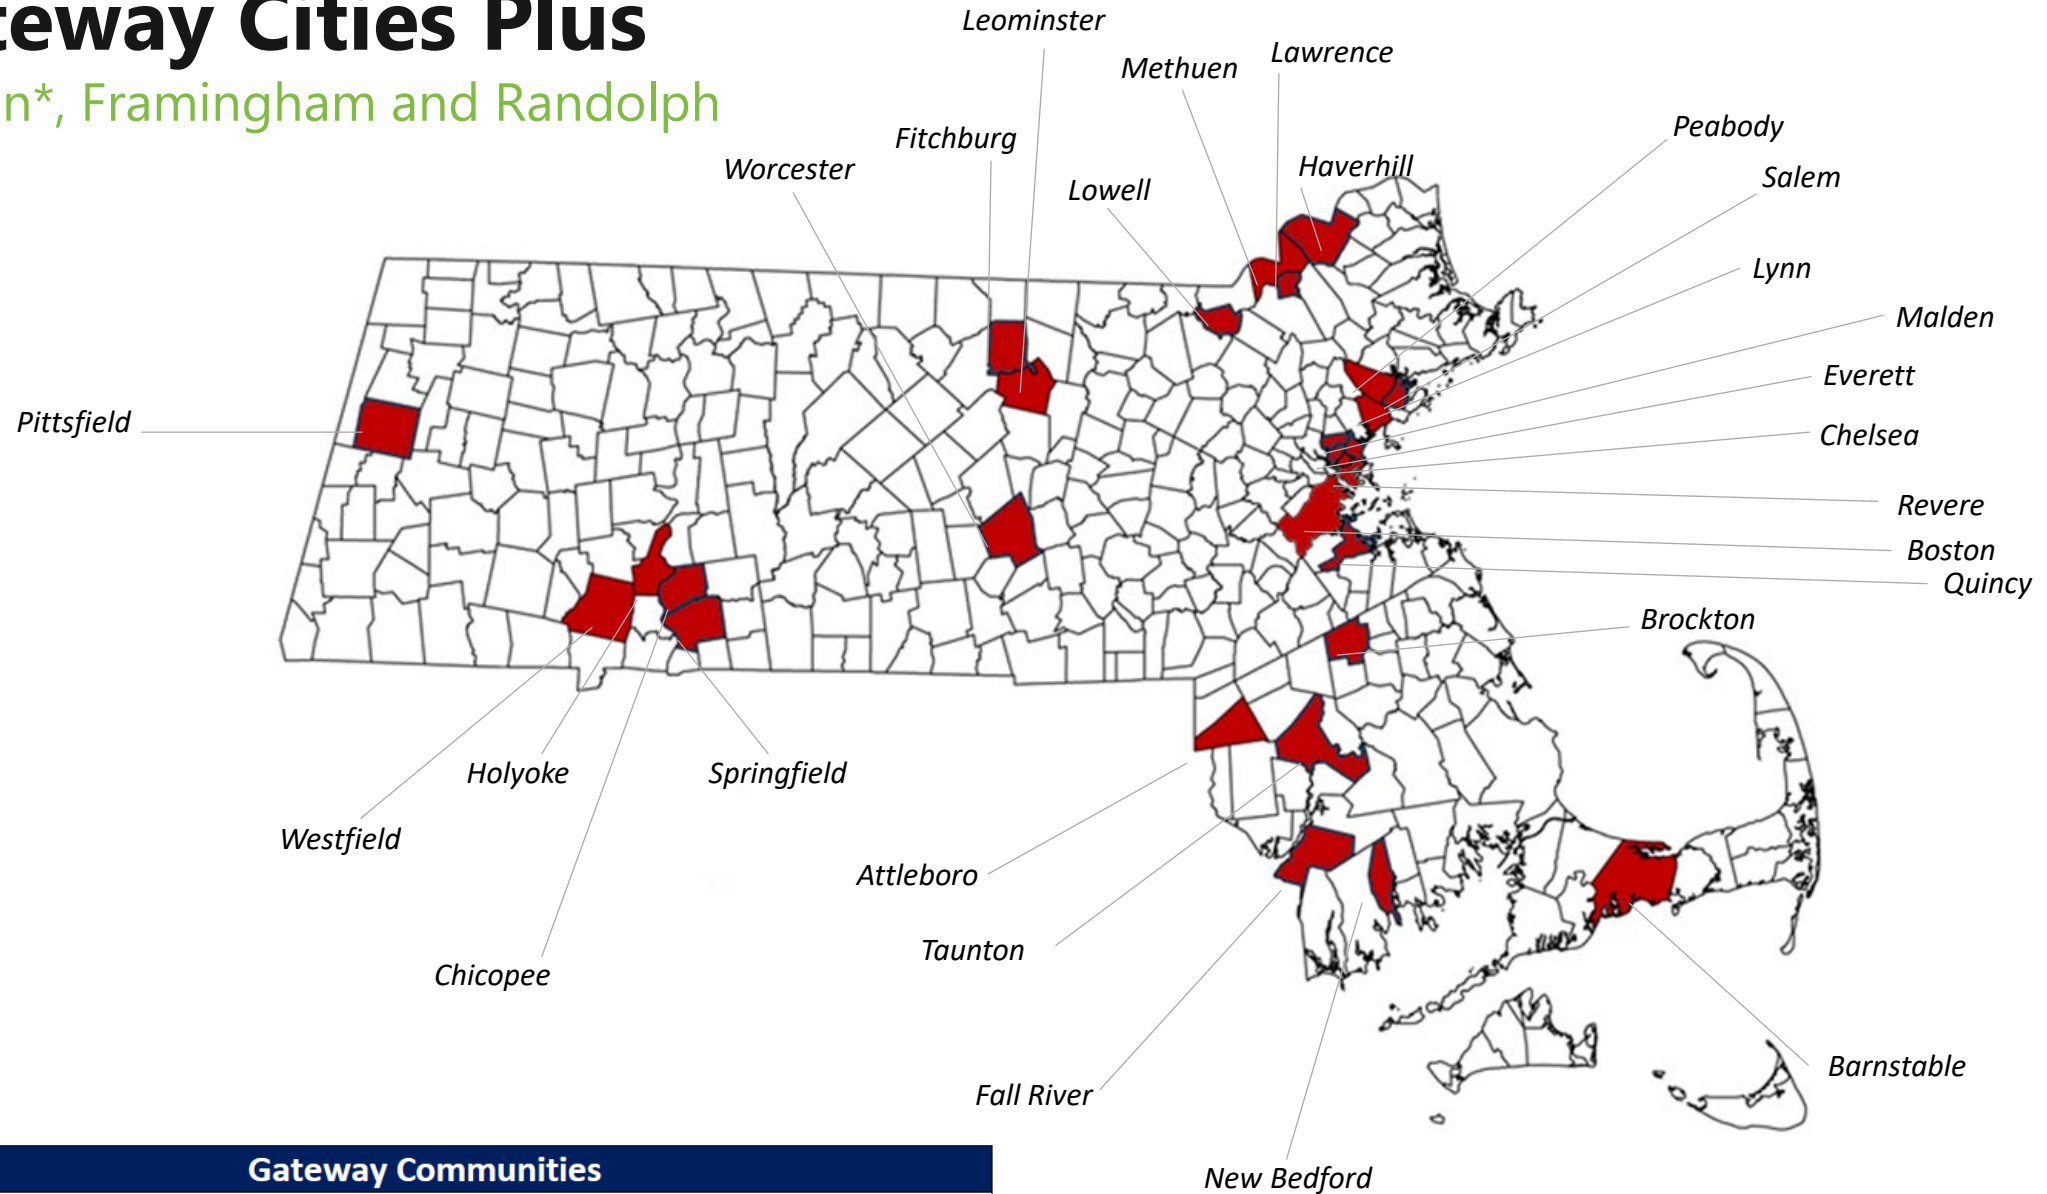 teway Cities Plus
n*, Framingham and Randolph
Leominster
Lawrence
Methuen
Peabody
Fitchburg
Haverhill
Worcester
Salem
Lowell
Lynn
Malden
Everett
Pittsfield
Chelsea
Revere
Boston
Quincy
Brockton
Holyoke
Springfield
Westfield
Attleboro
Taunton
Chicopee
Barnstable
Fall River
Gateway Communities
New Bedford